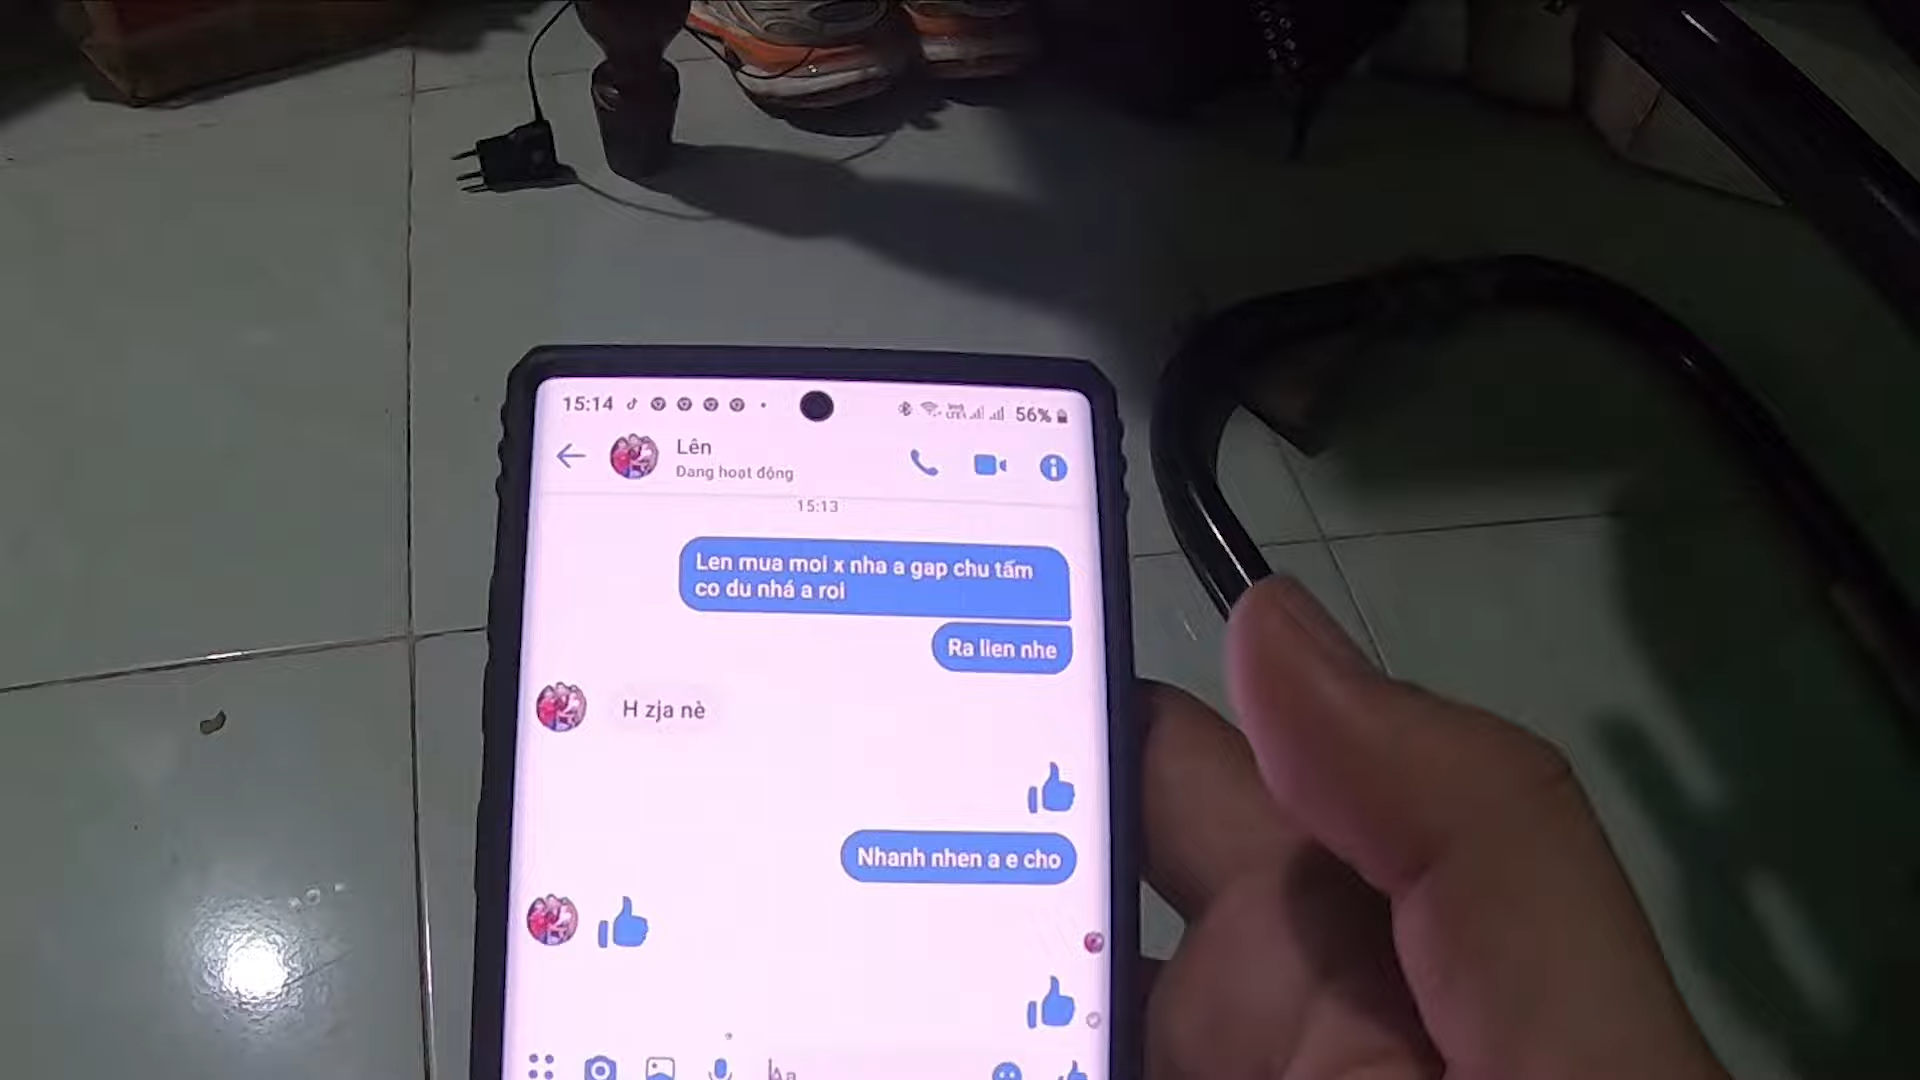 15:14
56%
Lên
Đang hoạt động
15:13
Len mua moi x nha a gap chu tấm
co du nhá a roi
Ra lien nhe
H zja nè
Nhanh nhen a e cho
Aa